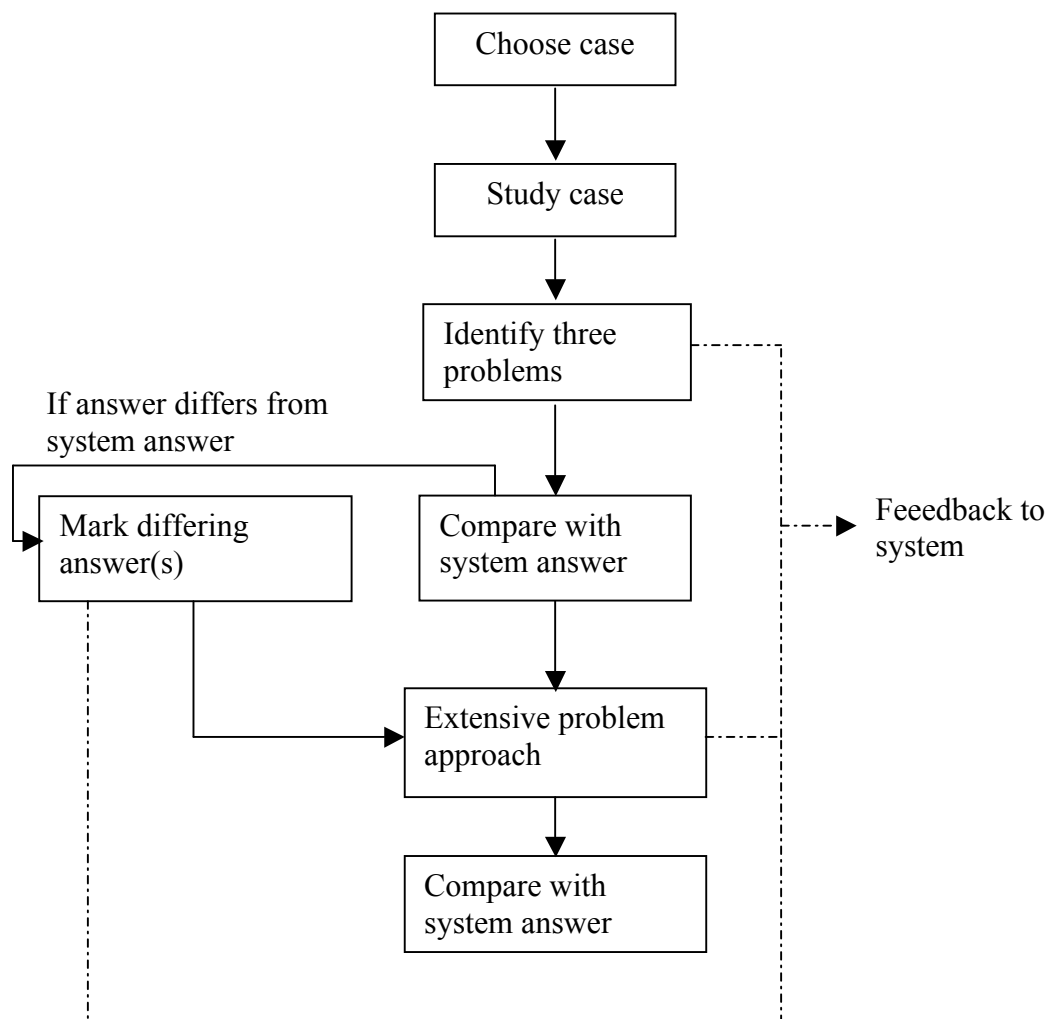 Choose case
Study case
Identify three
problems
If answer differs from
system answer
Mark differing
answer(s)
Compare with
system answer
Feeedback to
system
Extensive problem
approach
Compare with
system answer